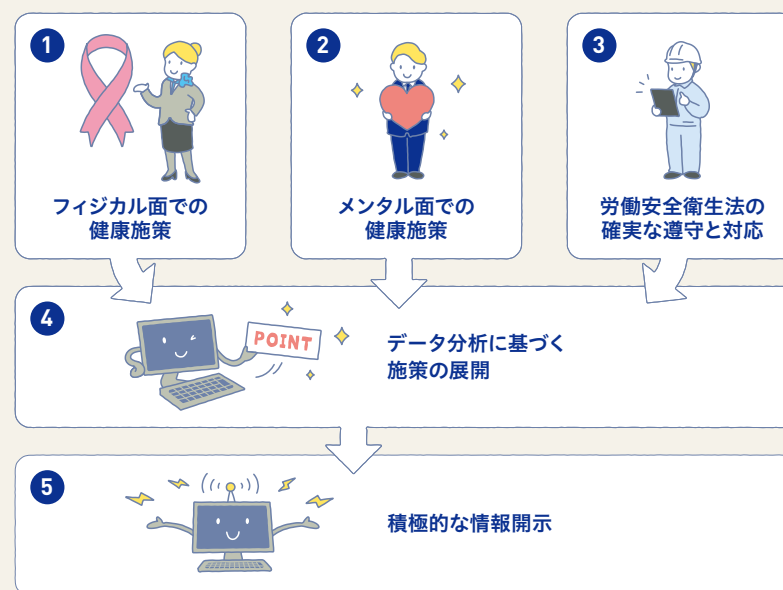 1
フィジカル面での
健康施策
2
メンタル面での
健康施策
3
労働安全衛生法の
確実な遵守と対応
4
POINT
データ分析に基づく
施策の展開
5
積極的な情報開示